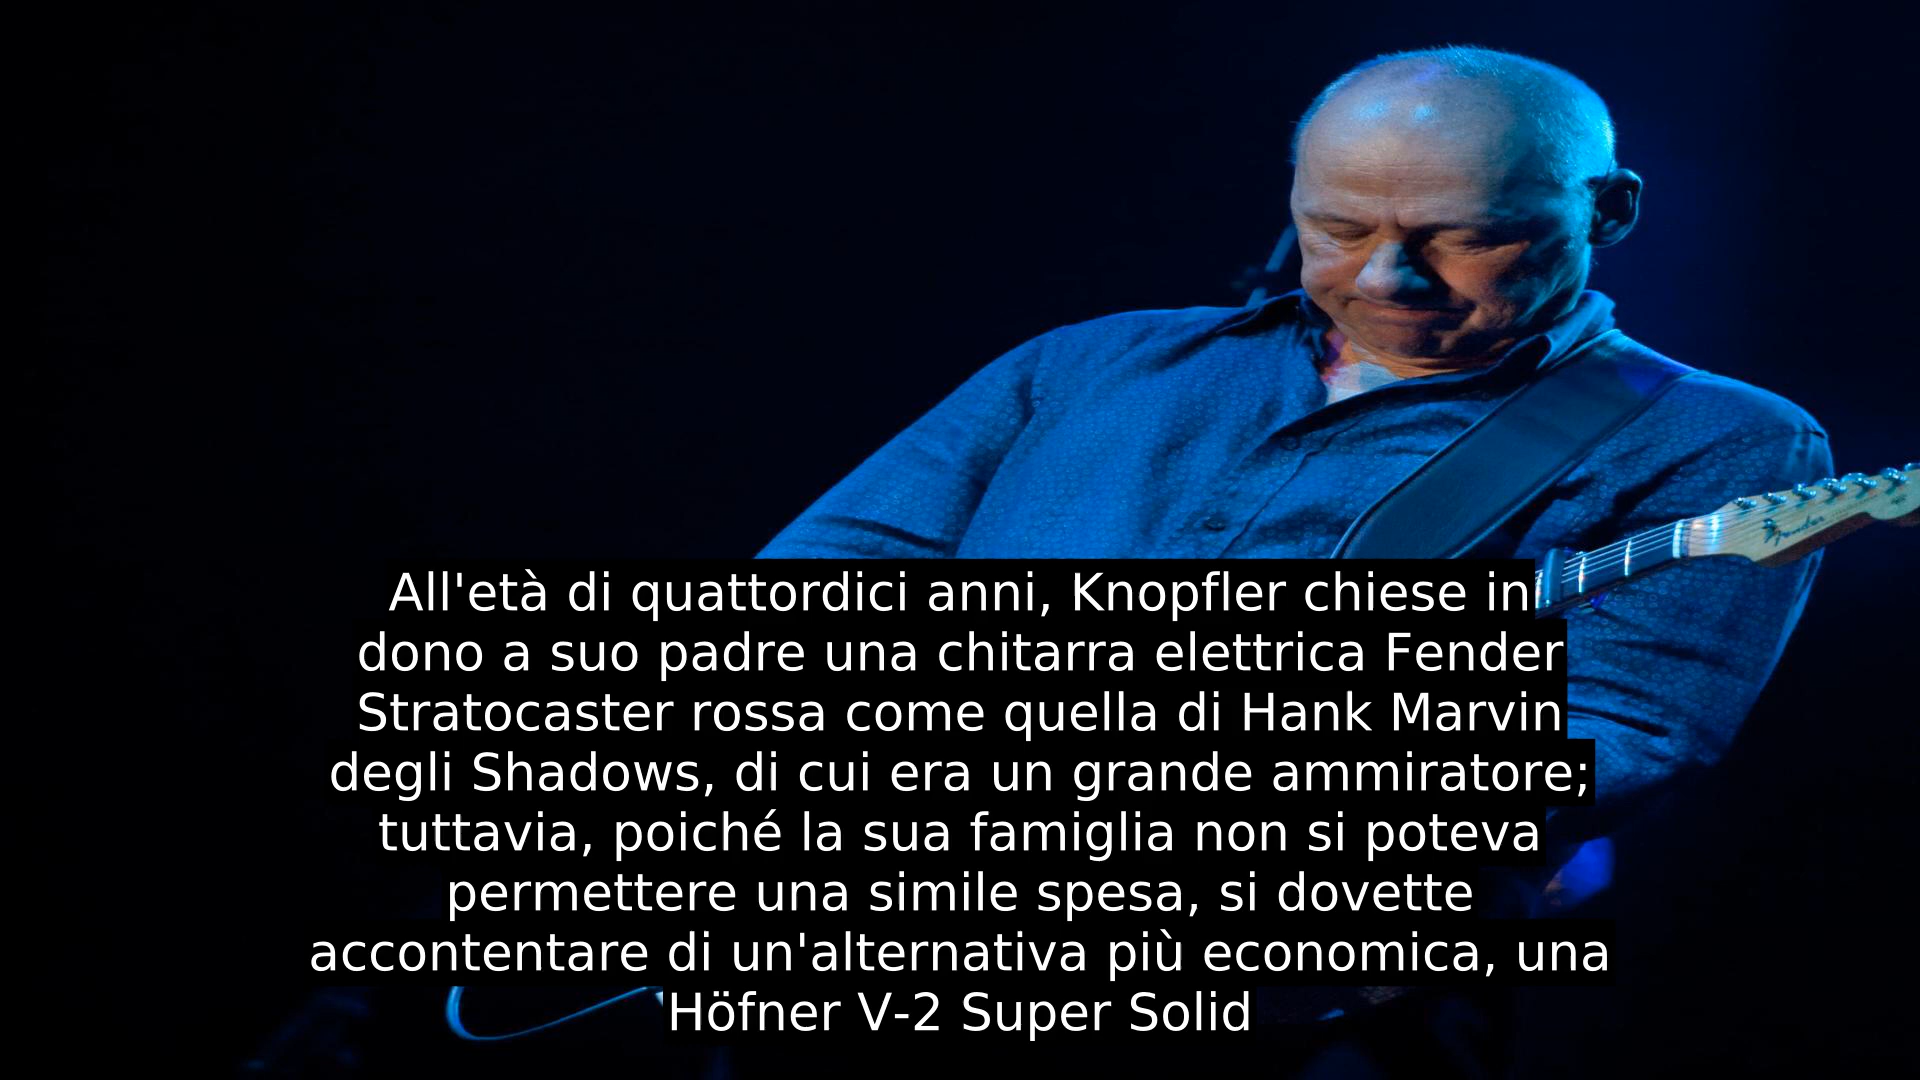 Fender
All'età di quattordici anni, Knopfler chiese in
dono a suo padre una chitarra elettrica Fender
Stratocaster rossa come quella di Hank Marvin
degli Shadows, di cui era un grande ammiratore;
tuttavia, poiché la sua famiglia non si poteva
permettere una simile spesa, si dovette
accontentare di un'alternativa più economica, una
Höfner V-2 Super Solid